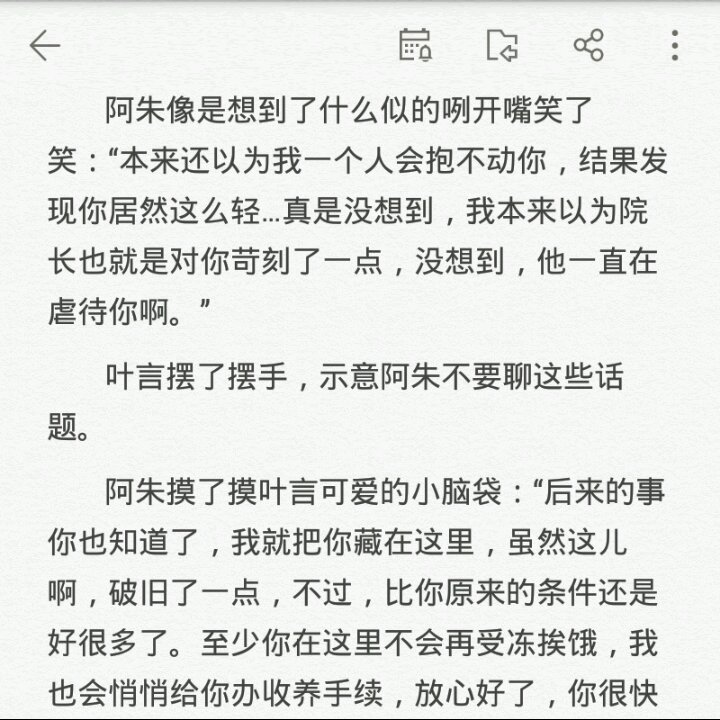 阿朱像是想到了什么似的咧开嘴笑了
笑：“本来还以为我一个人会抱不动你，结果发
现你居然这么轻...真是没想到，我本来以为院
长也就是对你苛刻了一点，没想到，他一直在
虐待你啊。”
叶言摆了摆手，示意阿朱不要聊这些话
题。
阿朱摸了摸叶言可爱的小脑袋：“后来的事
你也知道了，我就把你藏在这里，虽然这儿
啊，破旧了一点，不过，比你原来的条件还是
好很多了。至少你在这里不会再受冻挨饿，我
也会悄悄给你办收养手续，放心好了，你很快